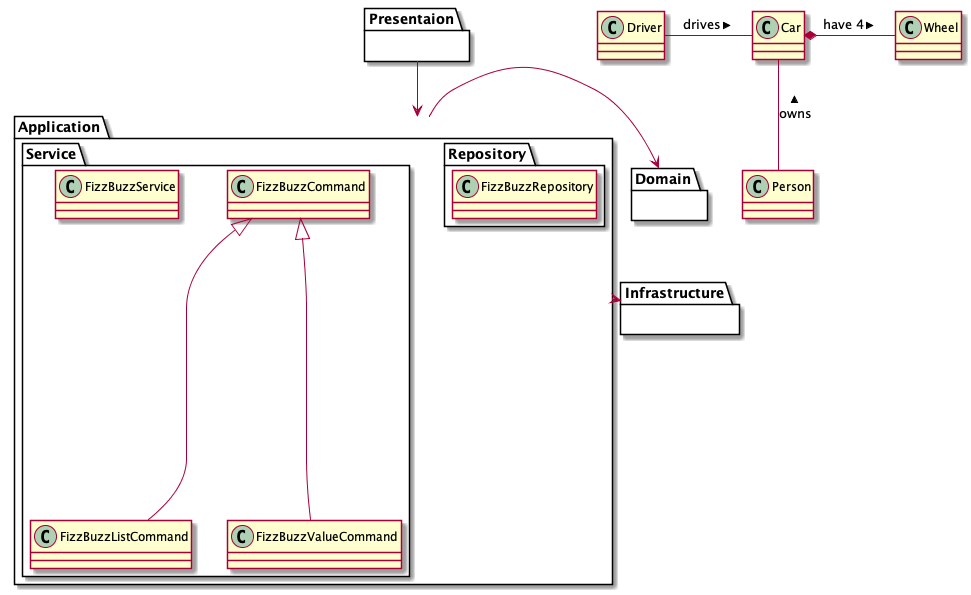 Presentaion
C Driver
drives ►
C Car
have 4 ►
C Wheel
▲
owns
Application
Service
Repository
C FizzBuzzService
C FizzBuzzCommand
C FizzBuzzRepository
Domain
C Person
Infrastructure
C FizzBuzzListCommand
C FizzBuzzValueCommand